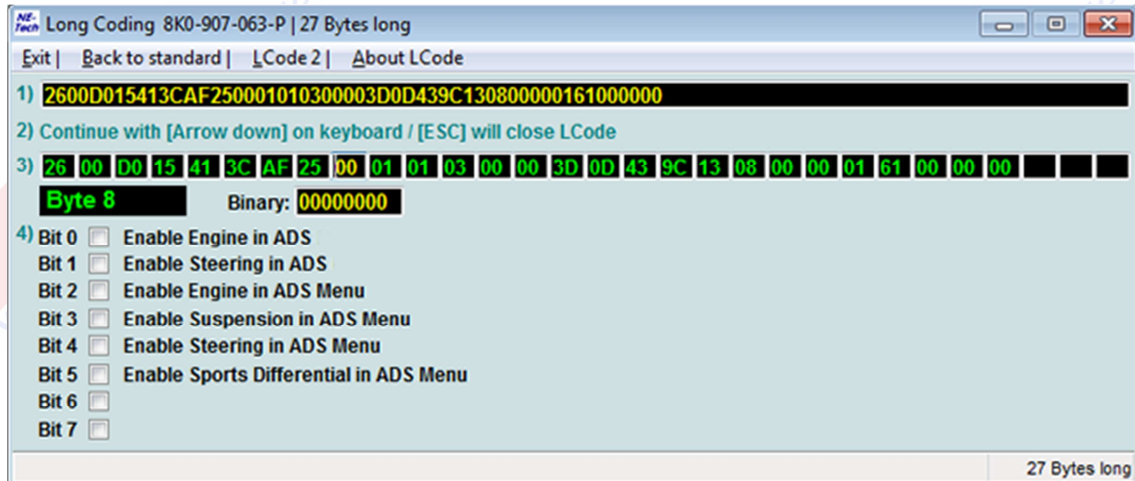 NE-Tech Long Coding 8K0-907-063-P | 27 Bytes long
Exit | Back to standard | LCode 2 | About LCode
1) 2600D015413CAF250001010300003D0D439C130800000161000000
2) Continue with [Arrow down] on keyboard / [ESC] will close LCode
3) 26 00 D0 15 41 3C AF 25 00 01 01 03 00 00 3D 0D 43 9C 13 08 00 00 01 61 00 00 00
Byte 8 Binary: 00000000
4) Bit 0 Enable Engine in ADS
Bit 1 Enable Steering in ADS
Bit 2 Enable Engine in ADS Menu
Bit 3 Enable Suspension in ADS Menu
Bit 4 Enable Steering in ADS Menu
Bit 5 Enable Sports Differential in ADS Menu
Bit 6
Bit 7
27 Bytes long